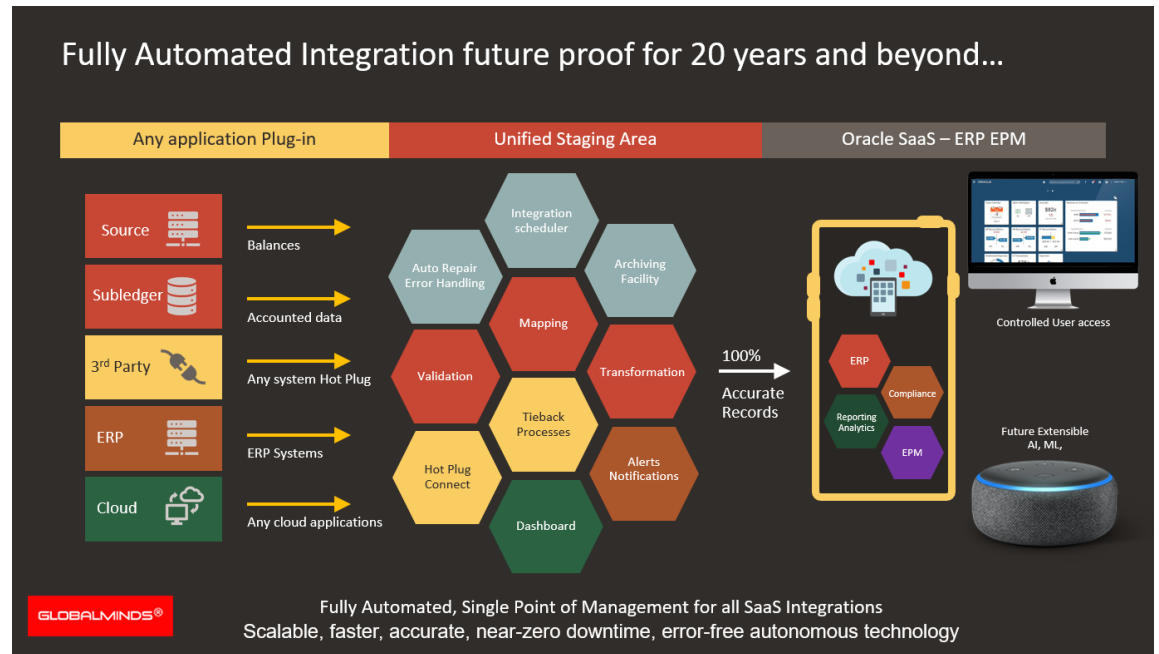 Fully Automated Integration future proof for 20 years and beyond…
Any application Plug-in
Unified Staging Area
Oracle SaaS – ERP EPM
Source
Balances
Subledger
Accounted data
3rd Party
Any system Hot Plug
ERP
ERP Systems
Cloud
Any cloud applications
Integration
scheduler
Auto Repair
Error Handling
Archiving
Facility
Mapping
Validation
Transformation
Tieback
Processes
Hot Plug
Connect
Alerts
Notifications
Dashboard
100%
Accurate
Records
ERP
Compliance
Reporting
Analytics
EPM
Controlled User access
Future Extensible
AI, ML,
GLOBALMINDS®
Fully Automated, Single Point of Management for all SaaS Integrations
Scalable, faster, accurate, near-zero downtime, error-free autonomous technology